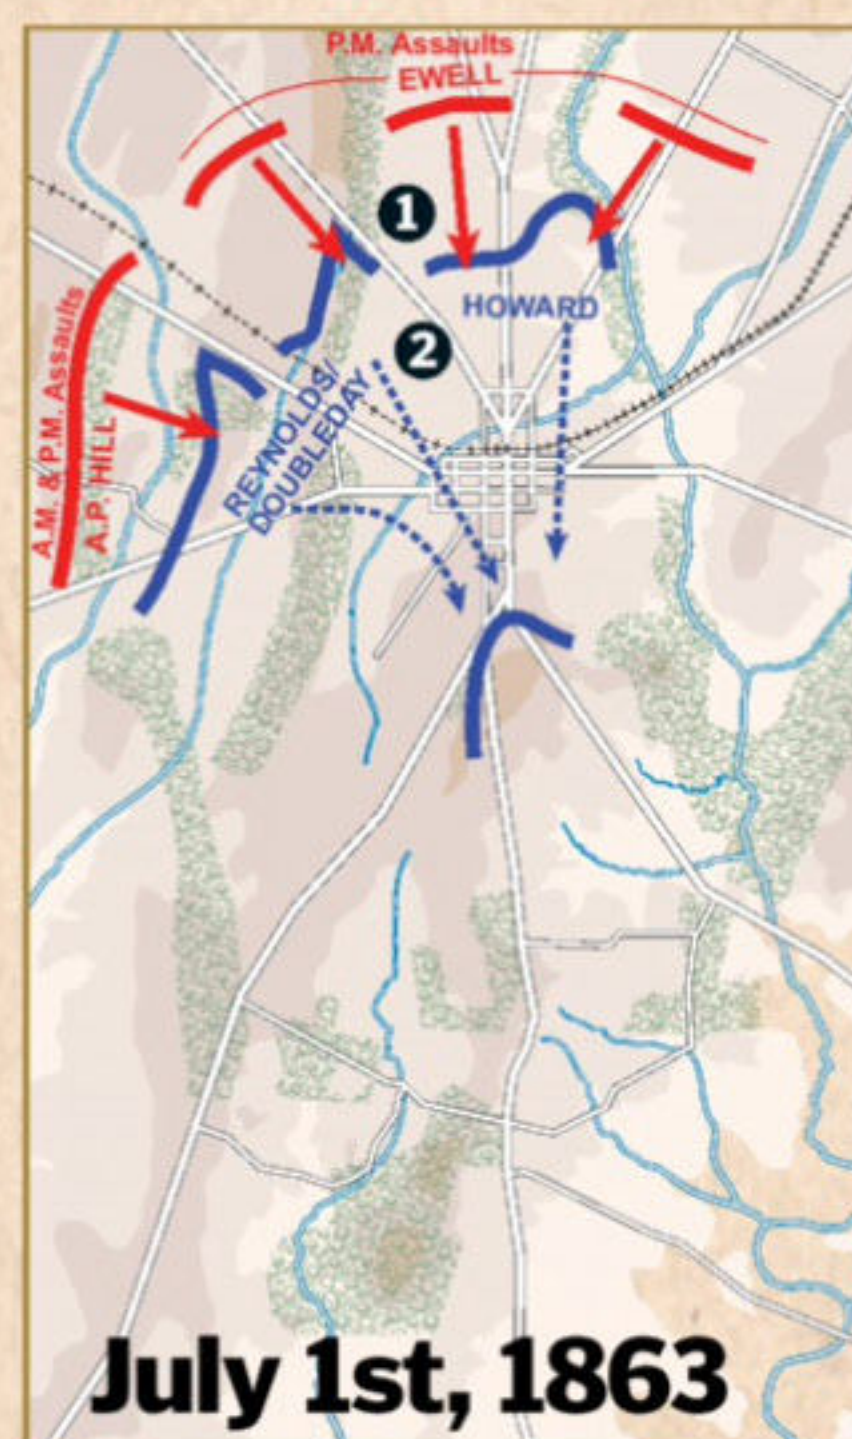 P.M. Assaults
EWELL
1
HOWARD
2
A.M. & P.M. Assaults
A.P. HILL
REYNOLDS/
DOUBLEDAY
July 1st, 1863